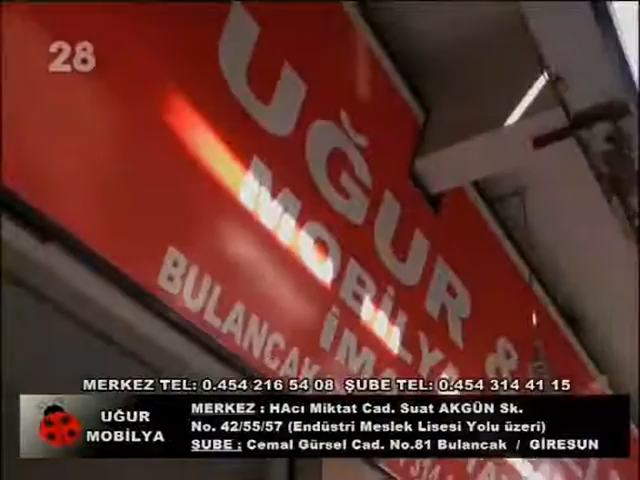 28
UĞUR &
MOBİLYA
BULANCAK
MERKEZ TEL: 0.454 216 54 08 ŞUBE TEL: 0.454 314 41 15
UĞUR
MOBİLYA
MERKEZ : HAcı Miktat Cad. Suat AKGÜN Sk.
No. 42/55/57 (Endüstri Meslek Lisesi Yolu üzeri)
ŞUBE : Cemal Gürsel Cad. No.81 Bulancak / GİRESUN